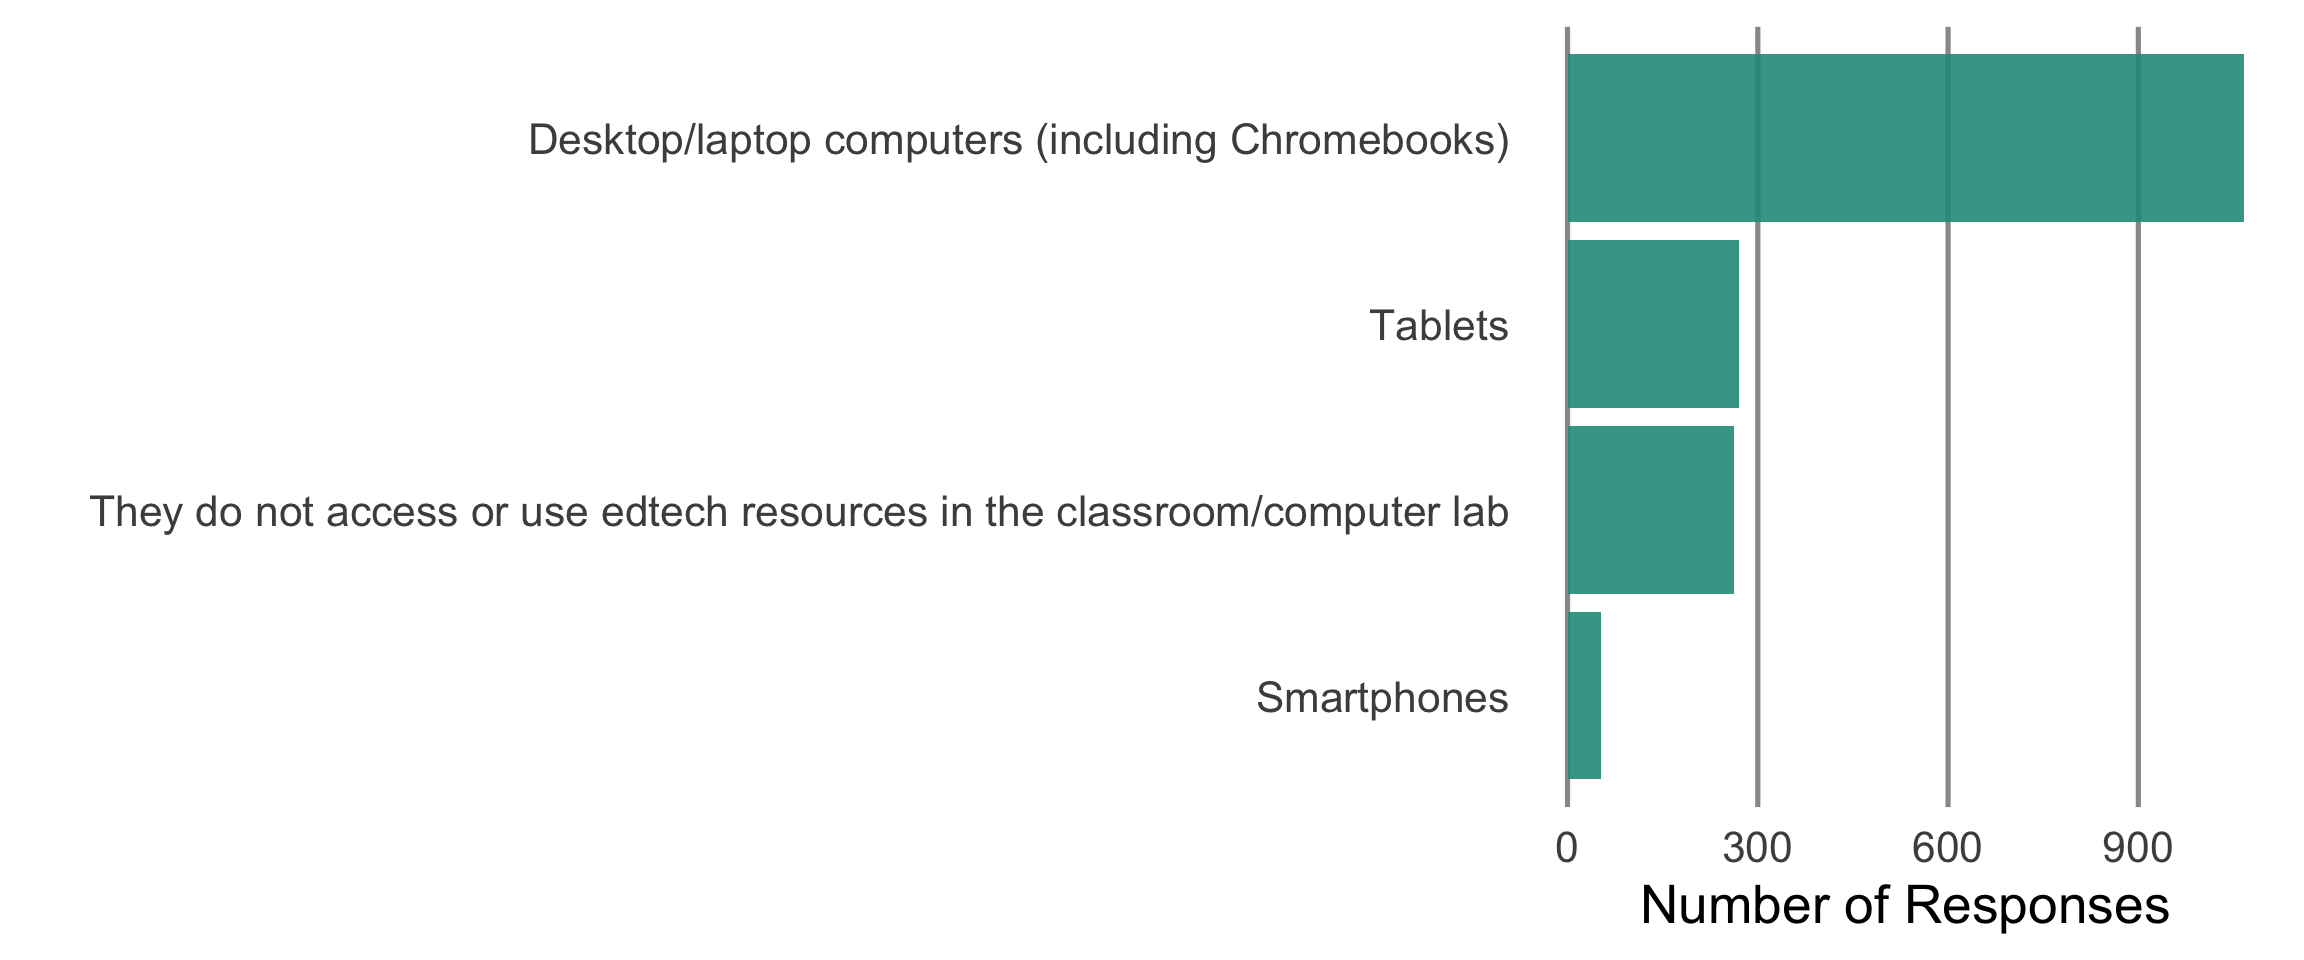 Desktop/laptop computers (including Chromebooks)
Tablets
They do not access or use edtech resources in the classroom/computer lab
Smartphones
0 300 600 900
Number of Responses